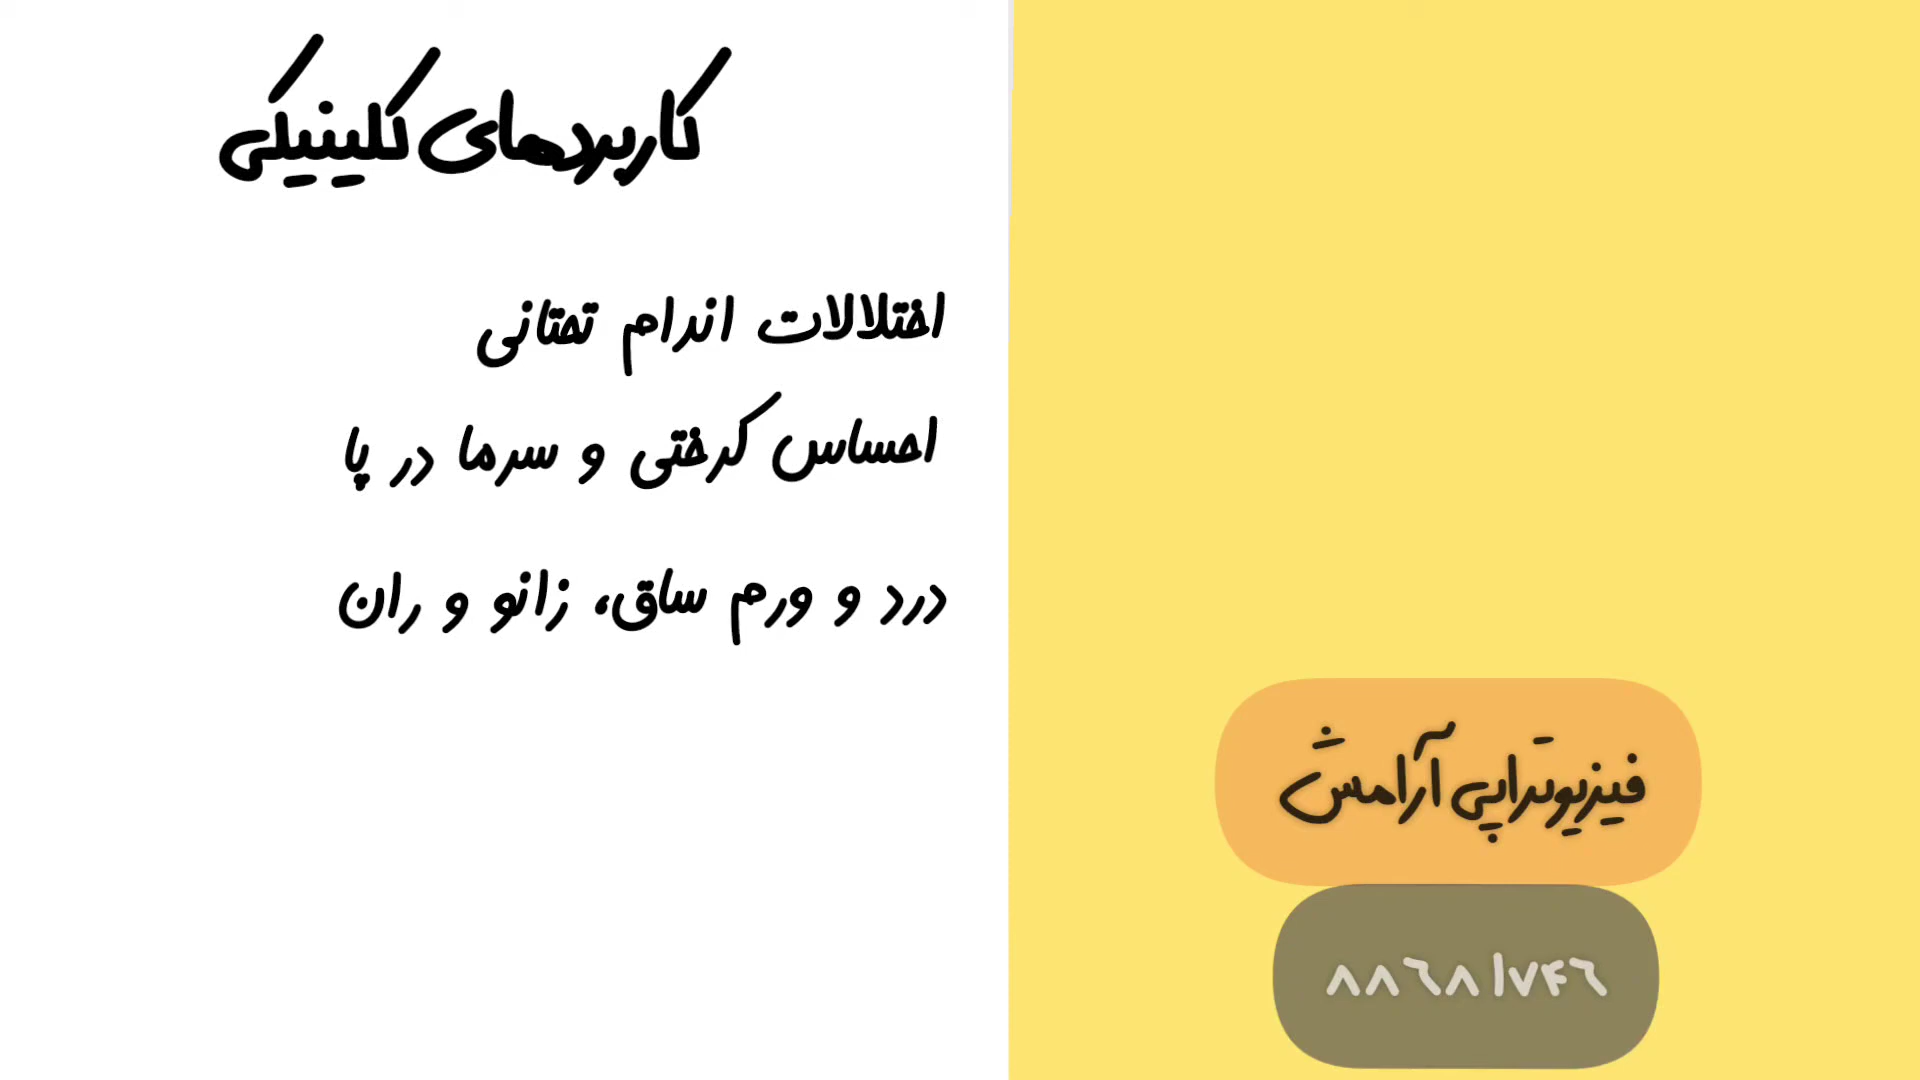 کاربردهای کلینیکی
اختلالات اندام تحتانی
احساس کرختی و سرما در پا
درد و ورم ساق، زانو و ران
فیزیوتراپی آرامش
۸۸۶۸۱۷۴۶